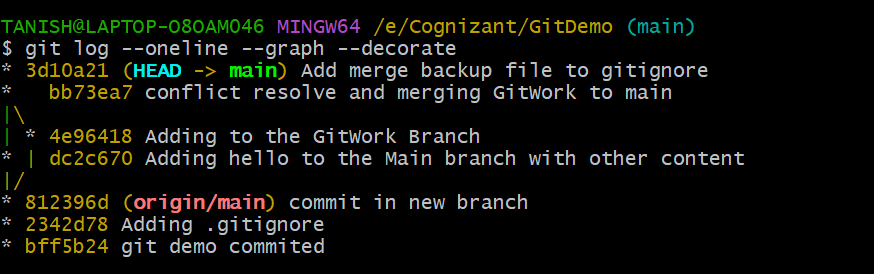 TANISH@LAPTOP-O8OAMO46 MINGW64 /e/Cognizant/GitDemo (main)
$ git log --oneline --graph --decorate
* 3d10a21 (HEAD -> main) Add merge backup file to gitignore
*   bb73ea7 conflict resolve and merging GitWork to main
|\
| * 4e96418 Adding to the GitWork Branch
* | dc2c670 Adding hello to the Main branch with other content
|/
* 812396d (origin/main) commit in new branch
* 2342d78 Adding .gitignore
* bff5b24 git demo commited